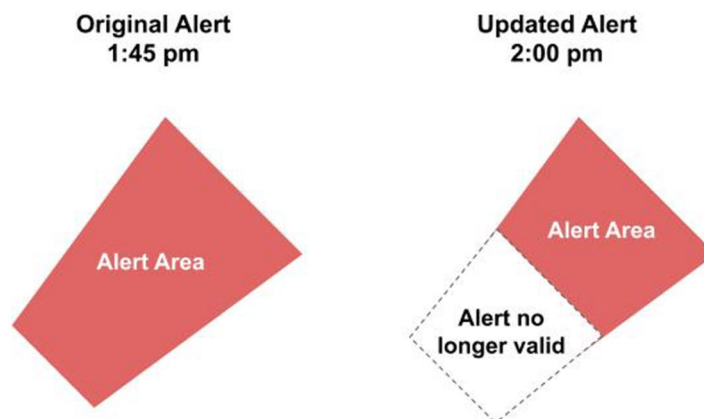 Original Alert
1:45 pm
Updated Alert
2:00 pm
Alert Area
Alert Area
Alert no
longer valid